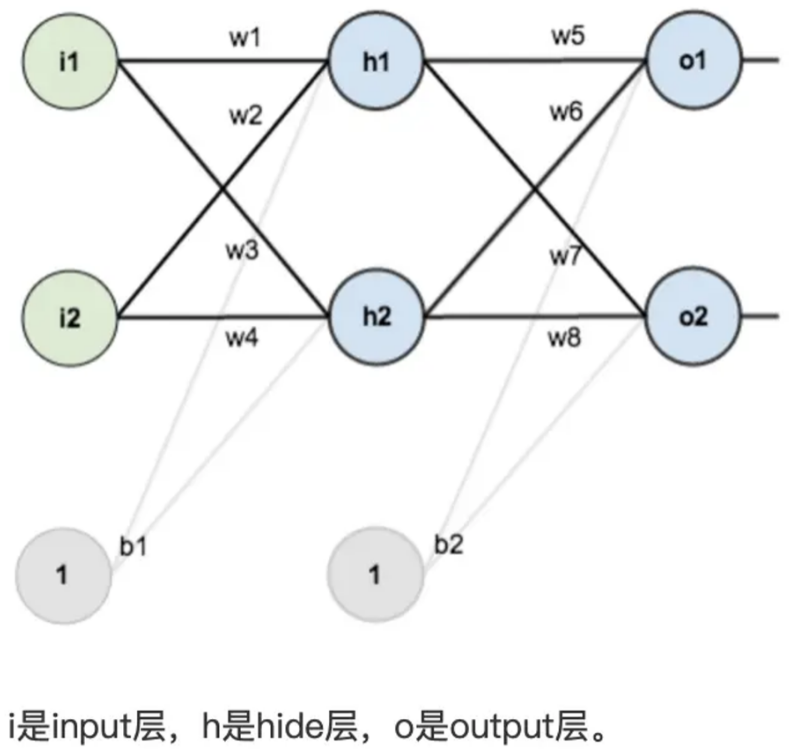 i1 w1 h1 w5 o1
w2 w6
w3 w7
i2 h2 o2
w4 w8
b1 b2
1 1
i是input层，h是hide层，o是output层。